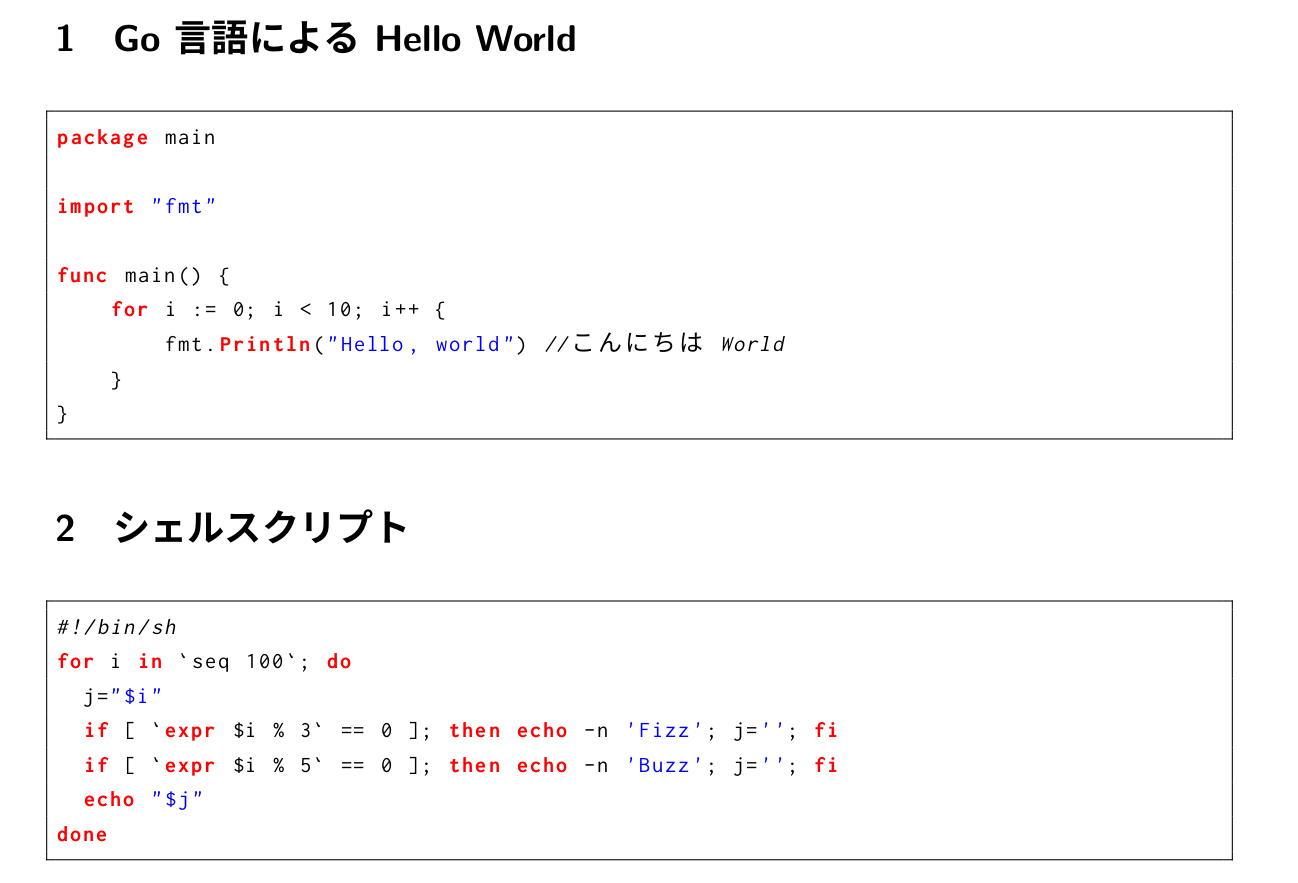 1 Go 言語による Hello World
package main
import "fmt"
func main() {
    for i := 0; i < 10; i++ {
        fmt.Println("Hello, world") //こんにちは World
    }
}
2 シェルスクリプト
#!/bin/sh
for i in `seq 100`; do
  j="$i"
  if [ `expr $i % 3` == 0 ]; then echo -n 'Fizz'; j=''; fi
  if [ `expr $i % 5` == 0 ]; then echo -n 'Buzz'; j=''; fi
  echo "$j"
done